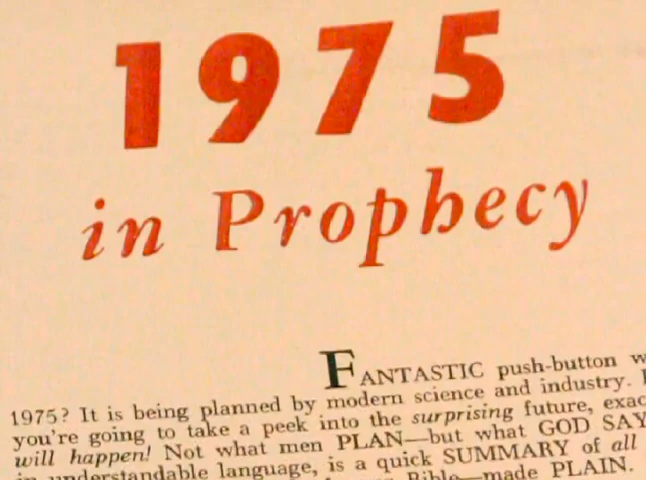 1975
in Prophecy
FANTASTIC push-button
1975? It is being planned by modern science and industry.
you're going to take a peek into the surprising future,
will happen! Not what men PLAN—but what GOD
understandable language, is a quick SUMMARY of all
Bible—made PLAIN.